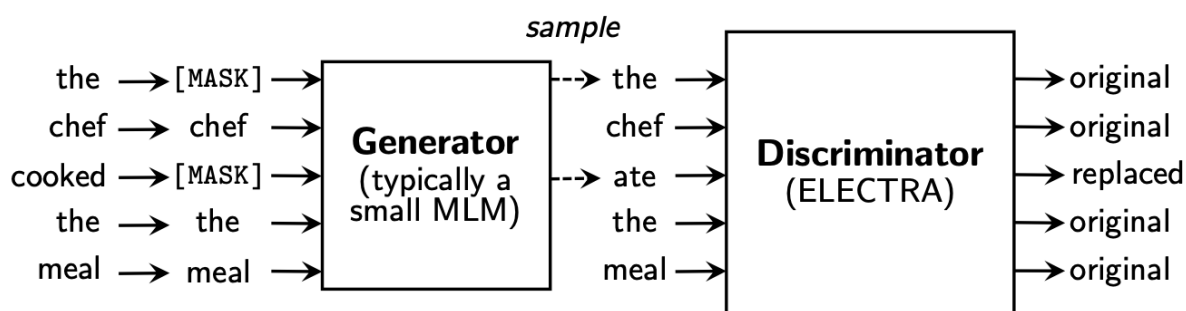 sample
the [MASK] the original
chef chef chef original
cooked [MASK] ate replaced
the the the original
meal meal meal original
Generator
(typically a
small MLM)
Discriminator
(ELECTRA)